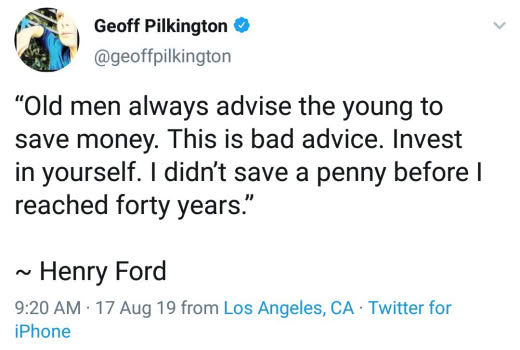 Geoff Pilkington
@geoffpilkington
“Old men always advise the young to
save money. This is bad advice. Invest
in yourself. I didn’t save a penny before I
reached forty years.”
~ Henry Ford
9:20 AM · 17 Aug 19 from Los Angeles, CA · Twitter for
iPhone